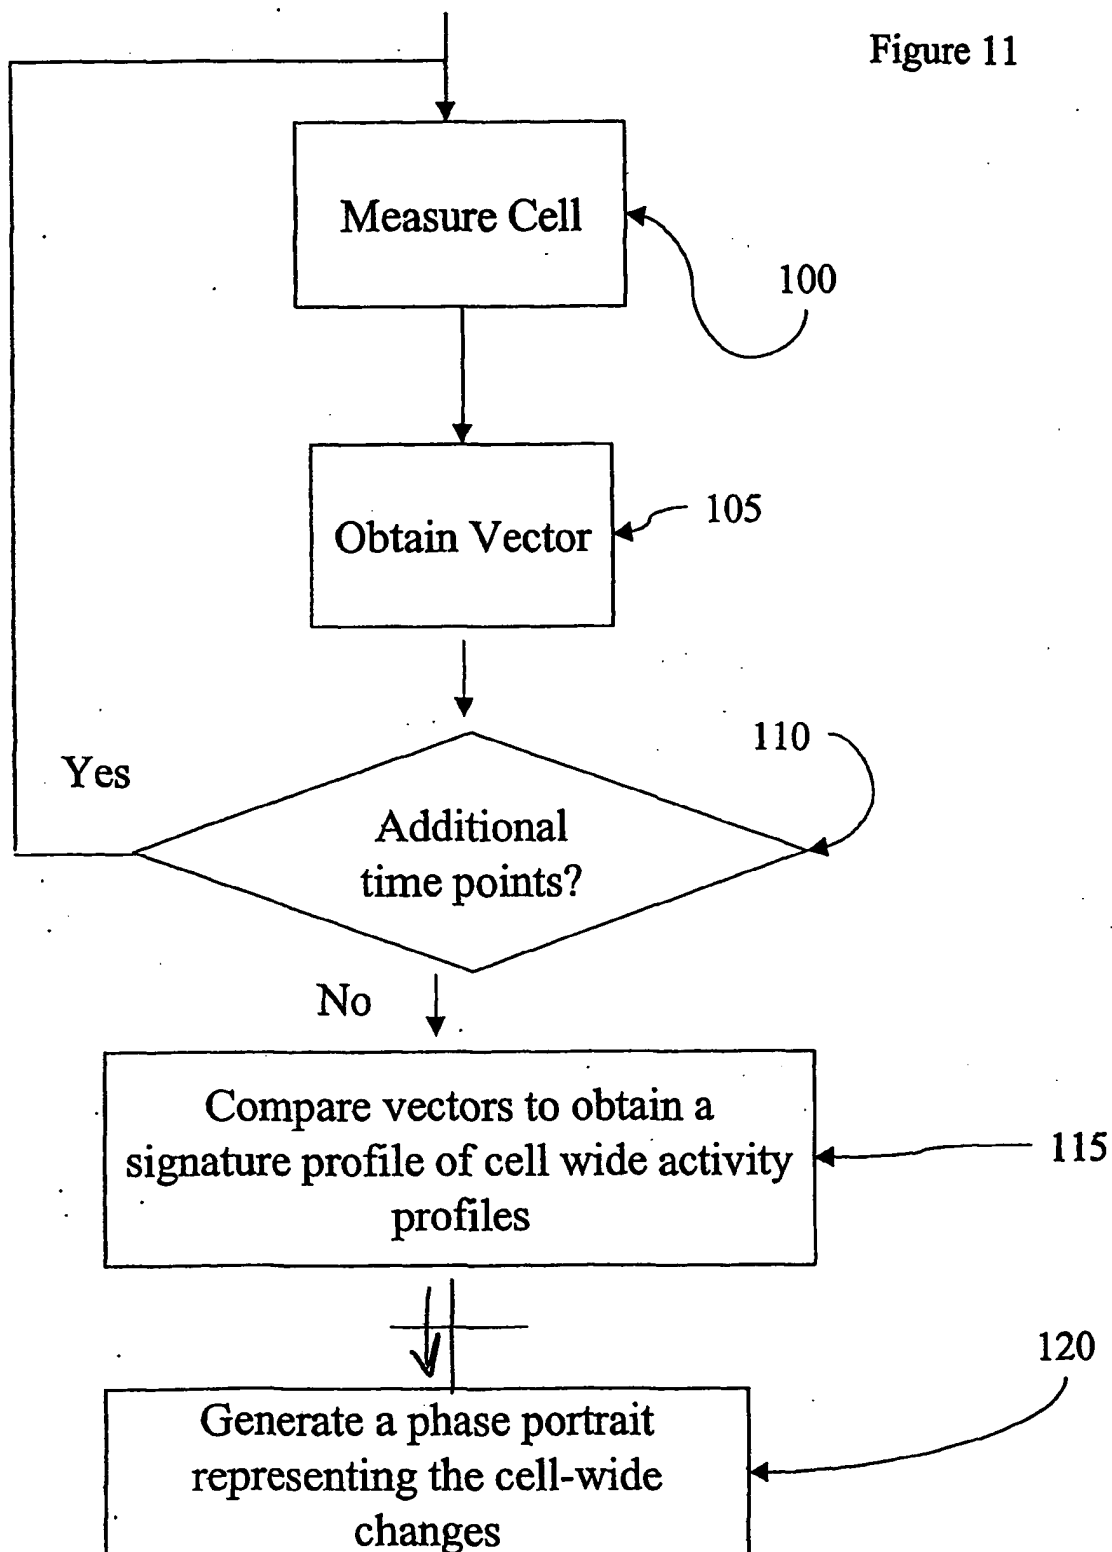 Figure 11
Measure Cell
100
Obtain Vector
105
110
Yes
Additional
time points?
No
Compare vectors to obtain a
signature profile of cell wide activity
profiles
115
120
Generate a phase portrait
representing the cell-wide
changes